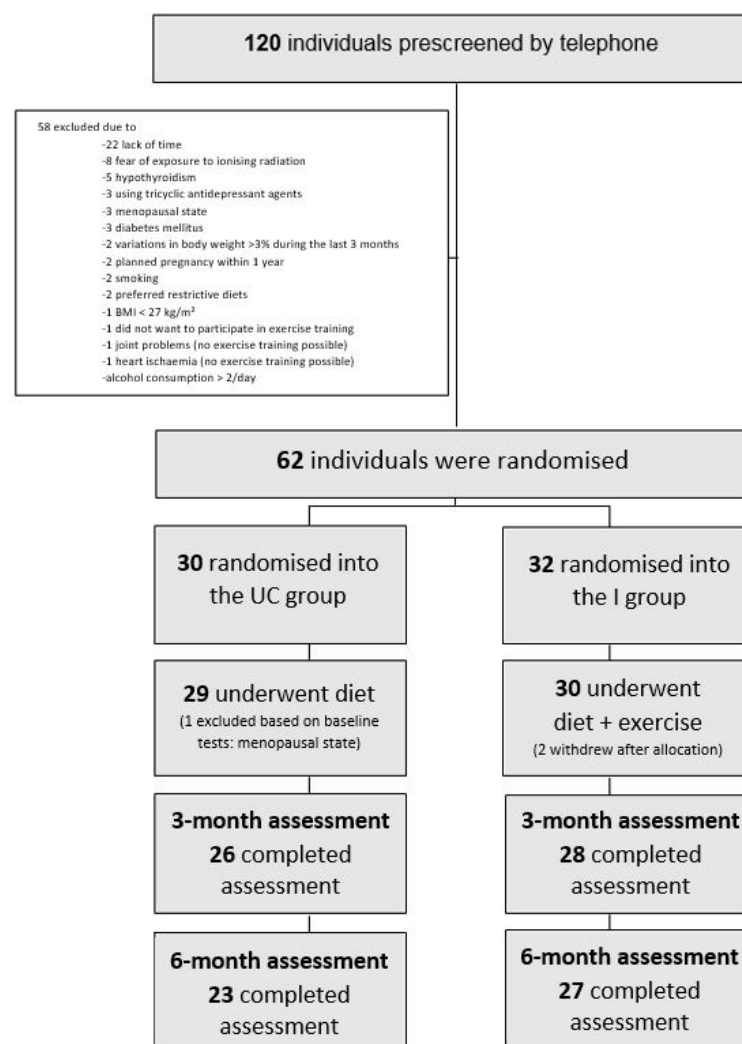 120 individuals prescreened by telephone
58 excluded due to
-22 lack of time
-8 fear of exposure to ionising radiation
-5 hypothyroidism
-3 using tricyclic antidepressant agents
-3 menopausal state
-3 diabetes mellitus
-2 variations in body weight >3% during the last 3 months
-2 planned pregnancy within 1 year
-2 smoking
-2 preferred restrictive diets
-1 BMI < 27 kg/m²
-1 did not want to participate in exercise training
-1 joint problems (no exercise training possible)
-1 heart ischaemia (no exercise training possible)
-alcohol consumption > 2/day
62 individuals were randomised
30 randomised into
the UC group
32 randomised into
the I group
29 underwent diet
(1 excluded based on baseline
tests: menopausal state)
30 underwent
diet + exercise
(2 withdrew after allocation)
3-month assessment
26 completed
assessment
3-month assessment
28 completed
assessment
6-month assessment
23 completed
assessment
6-month assessment
27 completed
assessment